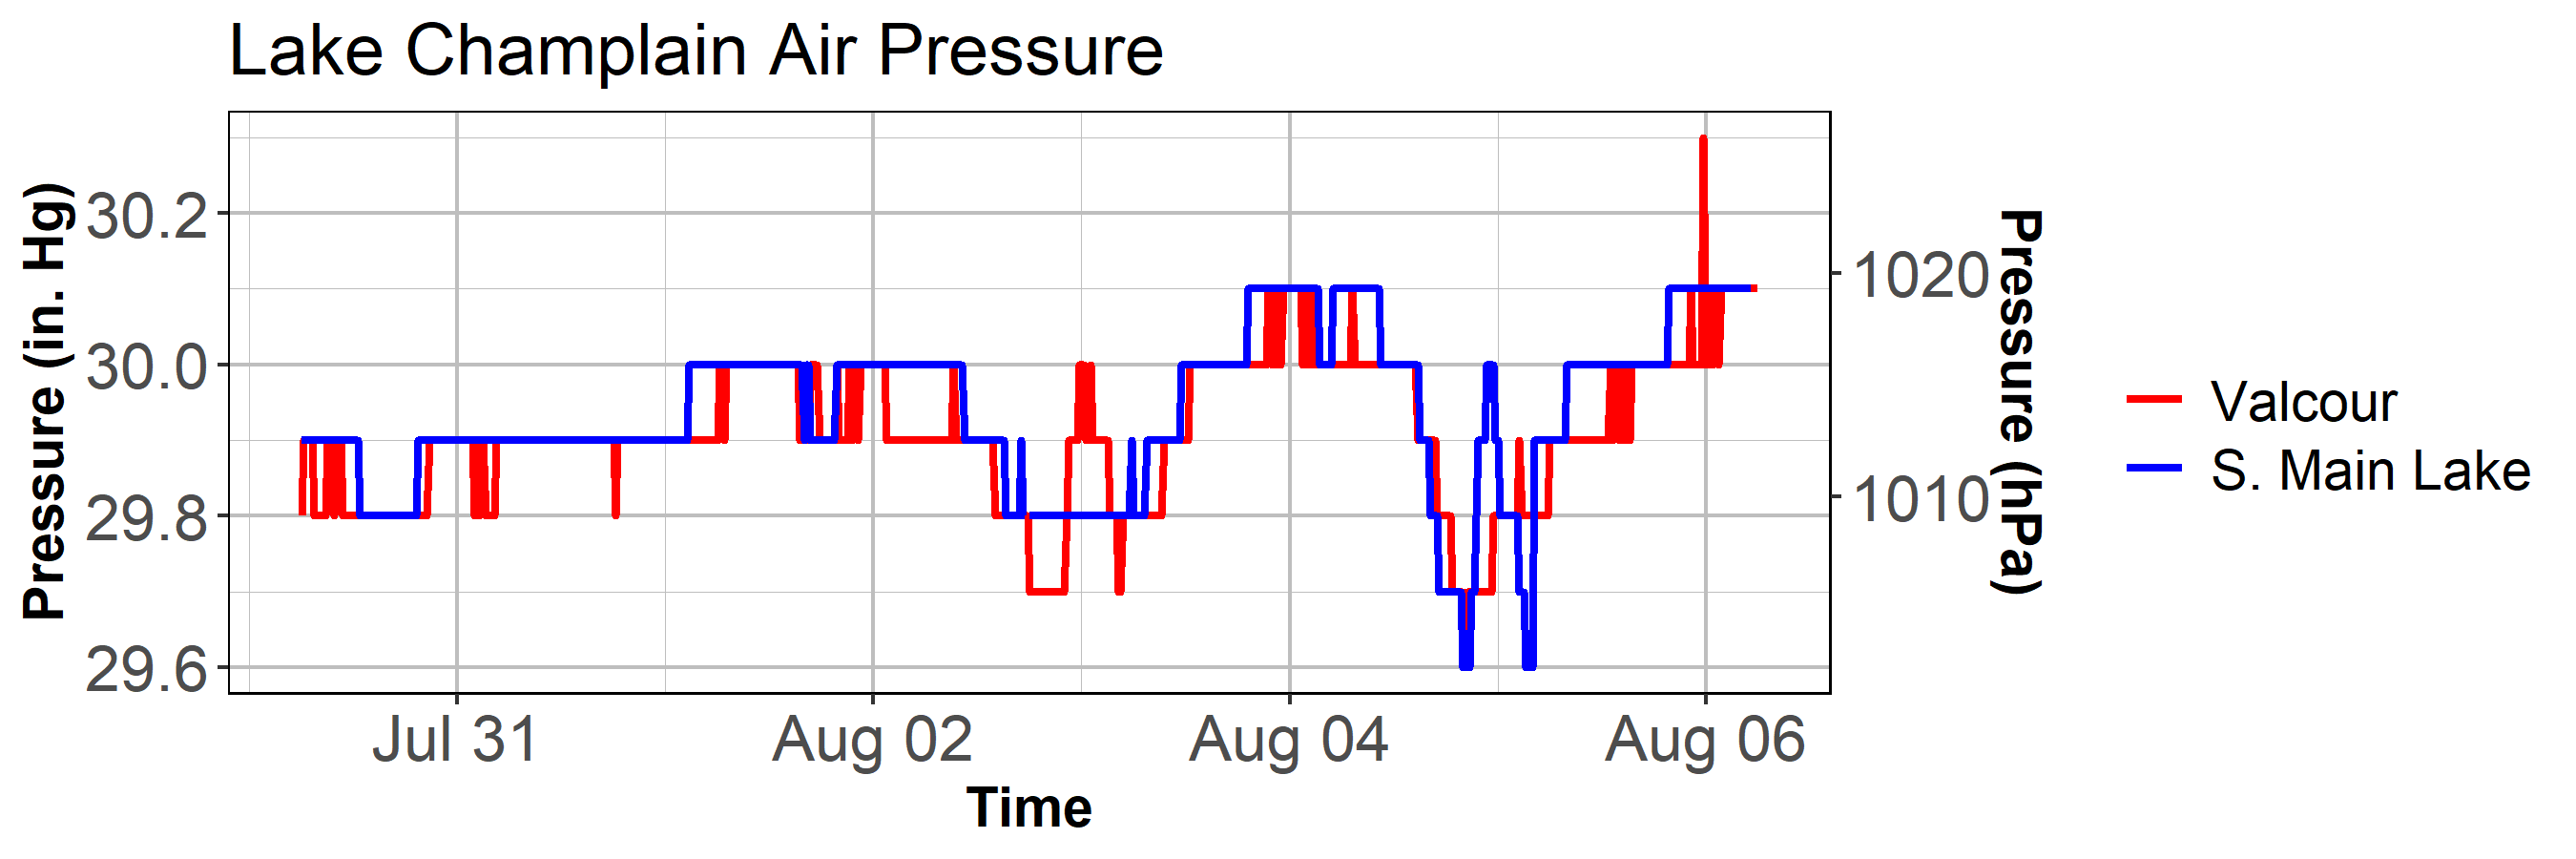 Lake Champlain Air Pressure
Pressure (in. Hg)
30.2
30.0
29.8
29.6
1020
1010
Pressure (hPa)
Valcour
S. Main Lake
Jul 31
Aug 02
Aug 04
Aug 06
Time